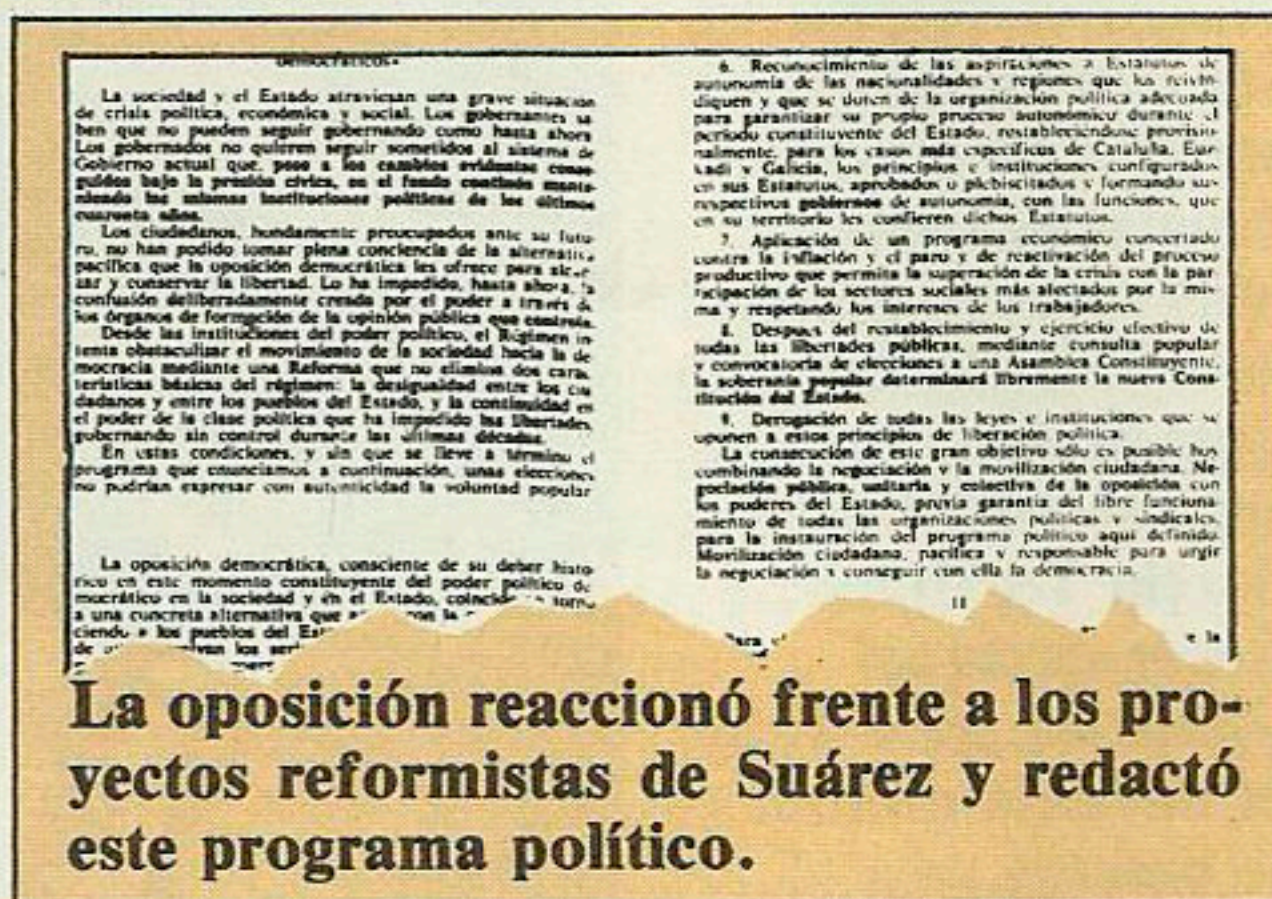 democráticos.
La sociedad y el Estado atraviesan una grave situación
de crisis política, económica y social. Los gobernantes sa
ben que no pueden seguir gobernando como hasta ahora
Los gobernados no quieren seguir sometidos al sistema de
Gobierno actual que, pese a los cambios evidentes conse
guidos bajo la presión cívica, en el fondo continúa mante
niendo las mismas instituciones políticas de los últimos
cuarenta años.
Los ciudadanos, hondamente preocupados ante su futu
ro, no han podido tomar plena conciencia de la alternativa
pacífica que la oposición democrática les ofrece para alcan
zar y conservar la libertad. Lo ha impedido, hasta ahora, la
confusión deliberadamente creada por el poder a través de
los órganos de formación de la opinión pública que controla.
Desde las instituciones del poder político, el Régimen in
tenta obstaculizar el movimiento de la sociedad hacia la de
mocracia mediante una Reforma que no elimina dos carac
terísticas básicas del régimen: la desigualdad entre los ciu
dadanos y entre los pueblos del Estado, y la continuidad en
el poder de la clase política que ha impedido las libertades,
gobernando sin control durante las últimas décadas.
En estas condiciones, y sin que se lleve a término el
programa que enunciamos a continuación, unas elecciones
no podrían expresar con autenticidad la voluntad popular
La oposición democrática, consciente de su deber histó
rico en este momento constituyente del poder político de
mocrático en la sociedad y en el Estado, coincide torno
a una concreta alternativa que con la
ciendo a los pueblos del
de los
6. Reconocimiento de las aspiraciones a Estatutos de
autonomía de las nacionalidades y regiones que los reivin-
diquen y que se doten de la organización política adecuada
para garantizar su propio proceso autonómico durante el
período constituyente del Estado, restableciéndose provisio-
nalmente, para los casos más específicos de Cataluña, Eus-
kadi y Galicia, los principios e instituciones configurados
en sus Estatutos, aprobados o plebiscitados y formando sus
respectivos gobiernos de autonomía, con las funciones, que
en su territorio les confieren dichos Estatutos.
7. Aplicación de un programa económico concertado
contra la inflación y el paro y de reactivación del proceso
productivo que permita la superación de la crisis con la par-
ticipación de los sectores sociales más afectados por la mis-
ma y respetando los intereses de los trabajadores.
8. Después del restablecimiento y ejercicio efectivo de
todas las libertades públicas, mediante consulta popular
y convocatoria de elecciones a una Asamblea Constituyente,
la soberanía popular determinará libremente la nueva Cons-
titución del Estado.
9. Derogación de todas las leyes e instituciones que se
oponen a estos principios de liberación política.
La consecución de este gran objetivo sólo es posible hoy
combinando la negociación y la movilización ciudadana. Ne-
gociación pública, unitaria y colectiva de la oposición con
los poderes del Estado, previa garantía del libre funciona-
miento de todas las organizaciones políticas y sindicales,
para la instauración del programa político aquí definido.
Movilización ciudadana, pacífica y responsable para urgir
la negociación y conseguir con ella la democracia.
II
Para e la
La oposición reaccionó frente a los pro-
yectos reformistas de Suárez y redactó
este programa político.